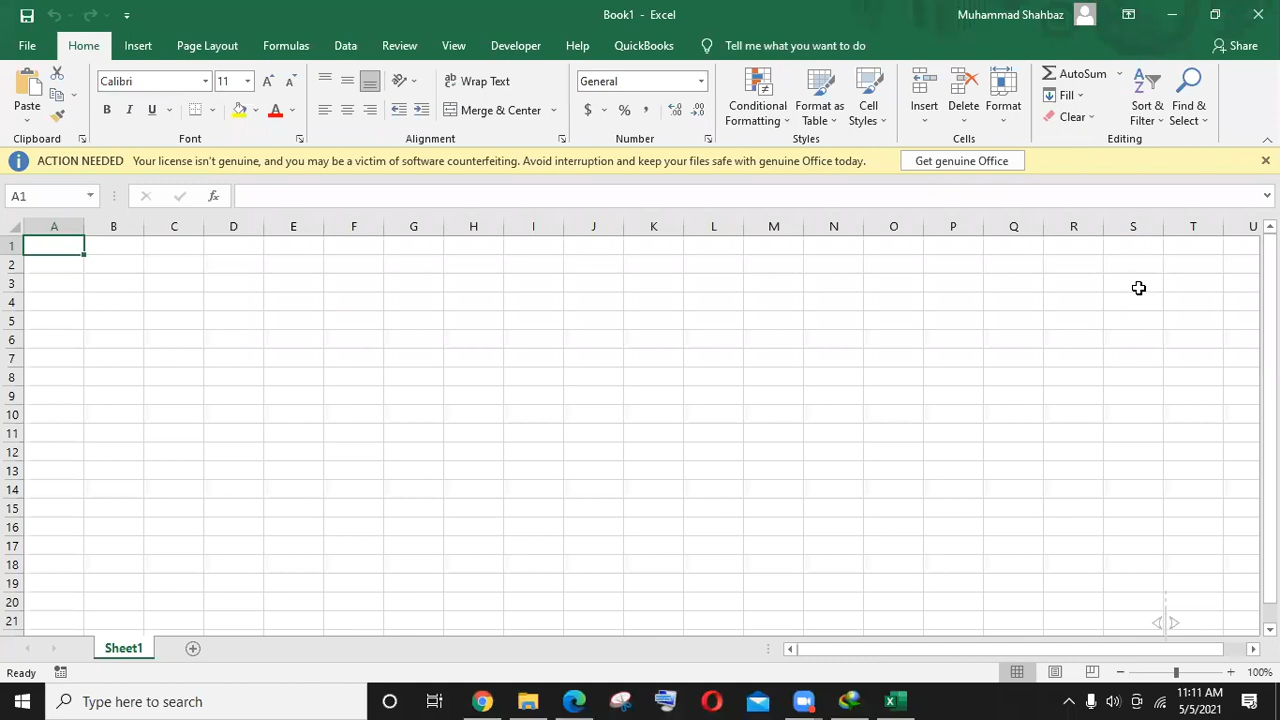 Book1 - Excel
Muhammad Shahbaz
File Home Insert Page Layout Formulas Data Review View Developer Help QuickBooks Tell me what you want to do Share
Calibri 11 Wrap Text General AutoSum
Fill
Paste B I U Merge & Center $ % , Conditional Formatting Format as Table Cell Styles Insert Delete Format Clear Sort & Filter Find & Select
Clipboard Font Alignment Number Styles Cells Editing
ACTION NEEDED Your license isn't genuine, and you may be a victim of software counterfeiting. Avoid interruption and keep your files safe with genuine Office today. Get genuine Office
A1 fx
A B C D E F G H I J K L M N O P Q R S T U
1
2
3
4
5
6
7
8
9
10
11
12
13
14
15
16
17
18
19
20
21
Sheet1
Ready 100%
Type here to search 11:11 AM
5/5/2021